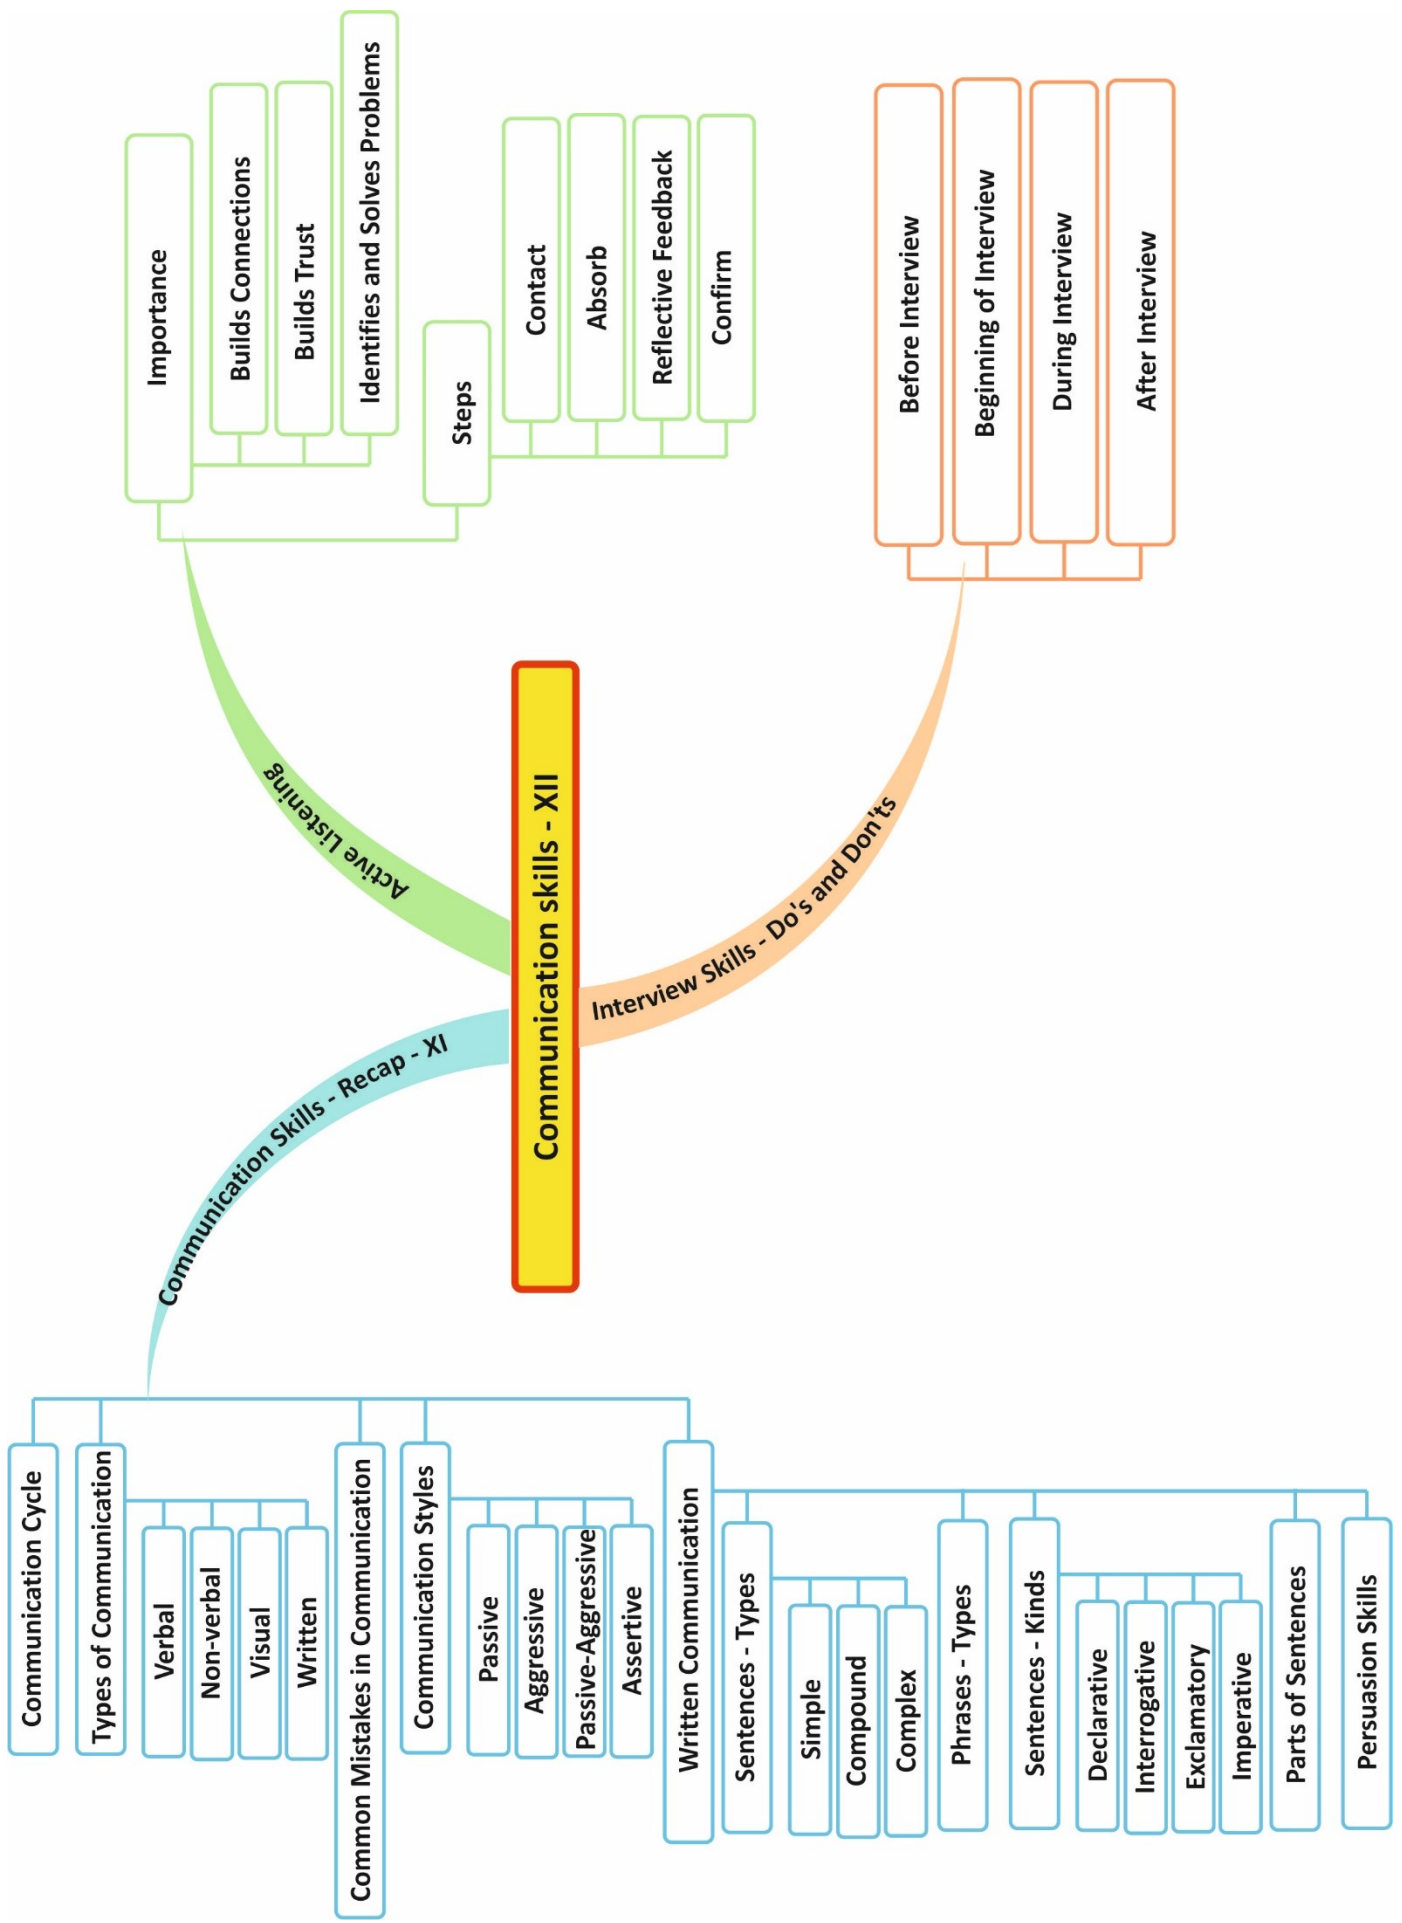 Communication skills - XII
Communication Skills - Recap - XI
Communication Cycle
Types of Communication
Verbal
Non-verbal
Visual
Written
Common Mistakes in Communication
Communication Styles
Passive
Aggressive
Passive-Aggressive
Assertive
Written Communication
Sentences - Types
Simple
Compound
Complex
Phrases - Types
Sentences - Kinds
Declarative
Interrogative
Exclamatory
Imperative
Parts of Sentences
Persuasion Skills
Active Listening
Importance
Builds Connections
Builds Trust
Identifies and Solves Problems
Steps
Contact
Absorb
Reflective Feedback
Confirm
Interview Skills - Do's and Don'ts
Before Interview
Beginning of Interview
During Interview
After Interview